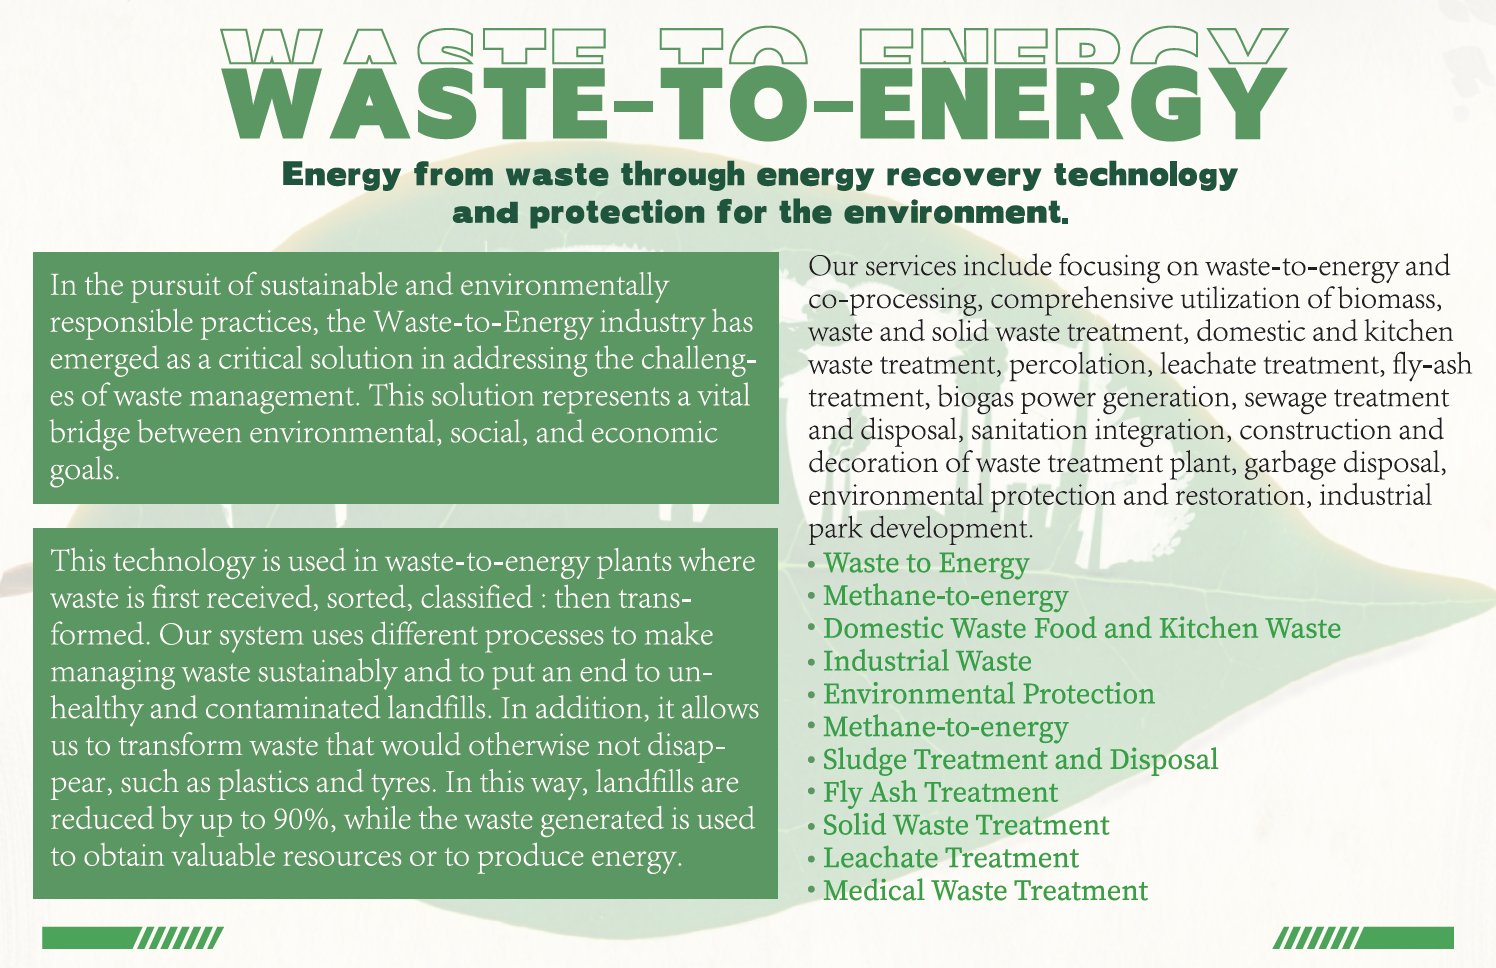 WASTE-TO-ENERGY
WASTE-TO-ENERGY
Energy from waste through energy recovery technology
and protection for the environment.
In the pursuit of sustainable and environmentally
responsible practices, the Waste-to-Energy industry has
emerged as a critical solution in addressing the challeng-
es of waste management. This solution represents a vital
bridge between environmental, social, and economic
goals.
This technology is used in waste-to-energy plants where
waste is first received, sorted, classified : then trans-
formed. Our system uses different processes to make
managing waste sustainably and to put an end to un-
healthy and contaminated landfills. In addition, it allows
us to transform waste that would otherwise not disap-
pear, such as plastics and tyres. In this way, landfills are
reduced by up to 90%, while the waste generated is used
to obtain valuable resources or to produce energy.
Our services include focusing on waste-to-energy and
co-processing, comprehensive utilization of biomass,
waste and solid waste treatment, domestic and kitchen
waste treatment, percolation, leachate treatment, fly-ash
treatment, biogas power generation, sewage treatment
and disposal, sanitation integration, construction and
decoration of waste treatment plant, garbage disposal,
environmental protection and restoration, industrial
park development.
• Waste to Energy
• Methane-to-energy
• Domestic Waste Food and Kitchen Waste
• Industrial Waste
• Environmental Protection
• Methane-to-energy
• Sludge Treatment and Disposal
• Fly Ash Treatment
• Solid Waste Treatment
• Leachate Treatment
• Medical Waste Treatment